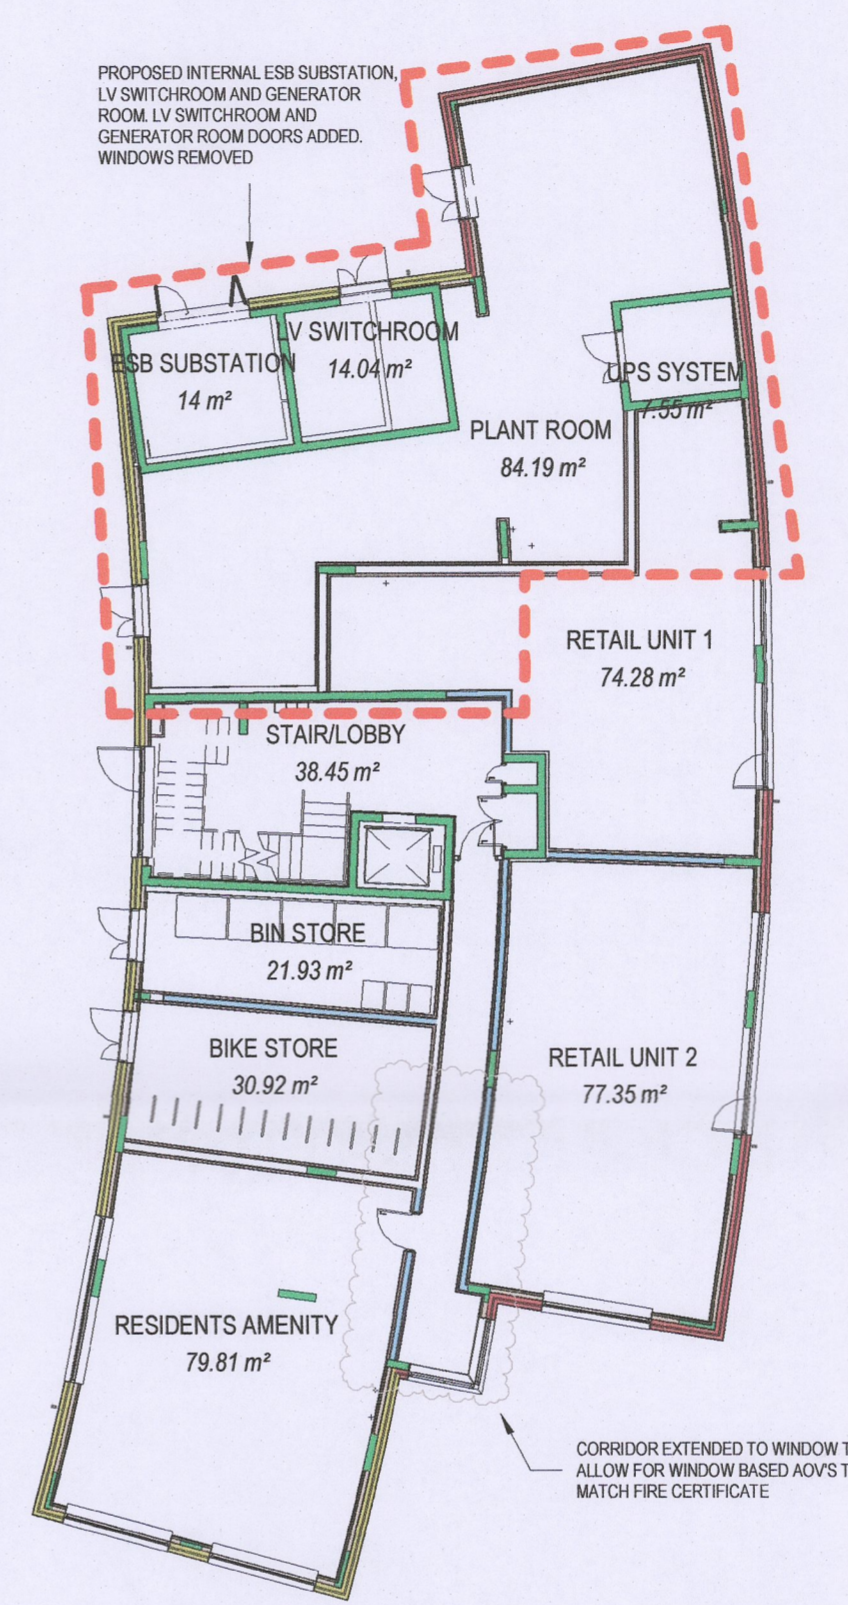 PROPOSED INTERNAL ESB SUBSTATION,
LV SWITCHROOM AND GENERATOR
ROOM. LV SWITCHROOM AND
GENERATOR ROOM DOORS ADDED.
WINDOWS REMOVED
LV SWITCHROOM
14.04 m²
ESB SUBSTATION
14 m²
UPS SYSTEM
7.55 m²
PLANT ROOM
84.19 m²
RETAIL UNIT 1
74.28 m²
STAIR/LOBBY
38.45 m²
BIN STORE
21.93 m²
BIKE STORE
30.92 m²
RETAIL UNIT 2
77.35 m²
RESIDENTS AMENITY
79.81 m²
CORRIDOR EXTENDED TO WINDOW T
ALLOW FOR WINDOW BASED AOV'S T
MATCH FIRE CERTIFICATE